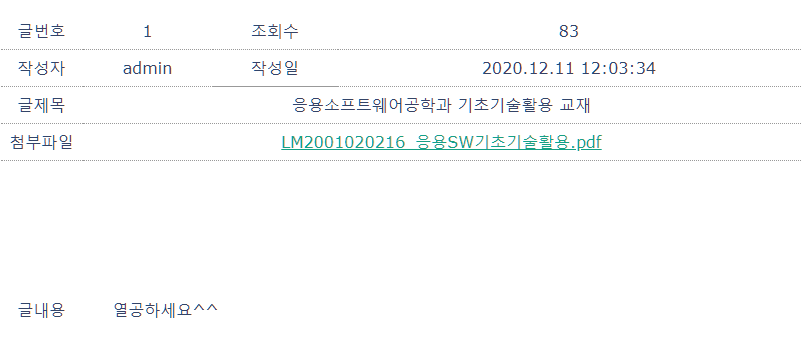 글번호 1 조회수 83
작성자 admin 작성일 2020.12.11 12:03:34
글제목 응용소프트웨어공학과 기초기술활용 교재
첨부파일 LM2001020216_응용SW기초기술활용.pdf
글내용 열공하세요^^